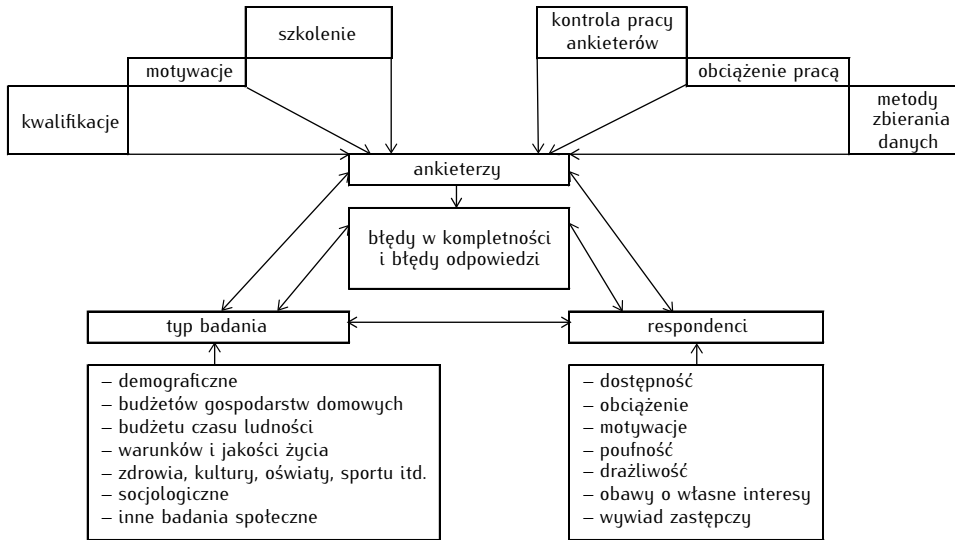 szkolenie
kontrola pracy
ankieterów
motywacje
obciążenie pracą
kwalifikacje
metody
zbierania
danych
ankieterzy
błędy w kompletności
i błędy odpowiedzi
typ badania
respondenci
– demograficzne
– budżetów gospodarstw domowych
– budżetu czasu ludności
– warunków i jakości życia
– zdrowia, kultury, oświaty, sportu itd.
– socjologiczne
– inne badania społeczne
– dostępność
– obciążenie
– motywacje
– poufność
– drażliwość
– obawy o własne interesy
– wywiad zastępczy